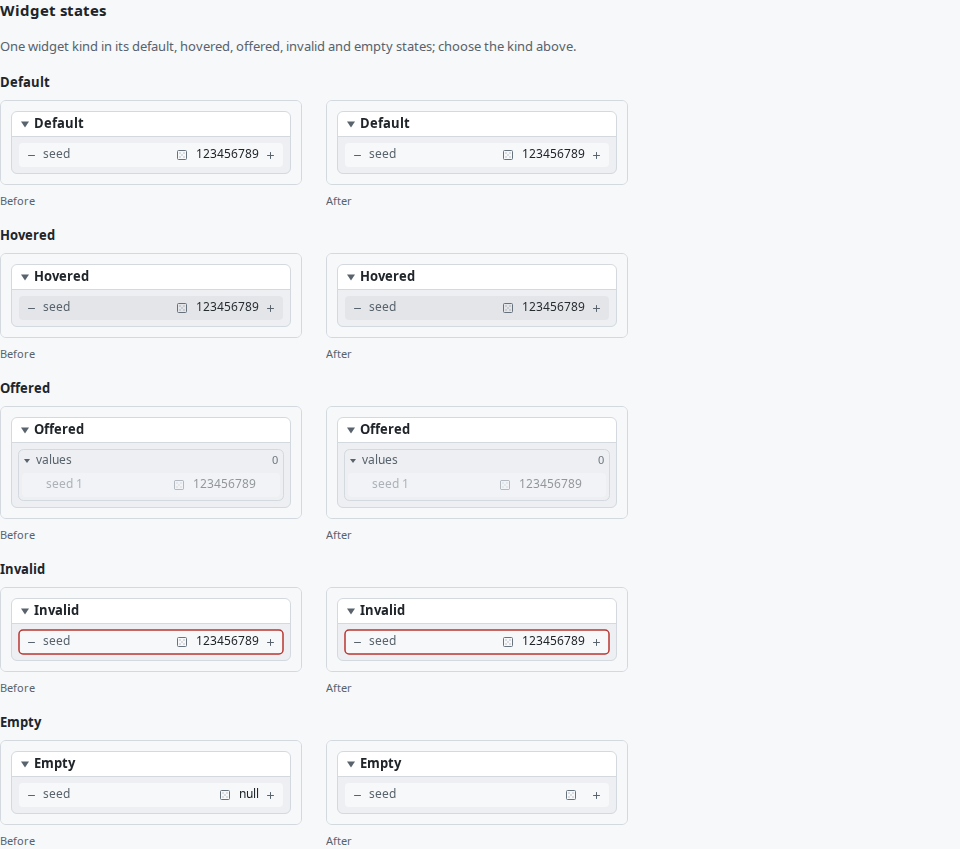 Widget states
One widget kind in its default, hovered, offered, invalid and empty states; choose the kind above.
Default
Default
Default
− seed 123456789 +
− seed 123456789 +
Before
After
Hovered
Hovered
Hovered
− seed 123456789 +
− seed 123456789 +
Before
After
Offered
Offered
Offered
values 0
values 0
seed 1 123456789
seed 1 123456789
Before
After
Invalid
Invalid
Invalid
− seed 123456789 +
− seed 123456789 +
Before
After
Empty
Empty
Empty
− seed null +
− seed +
Before
After